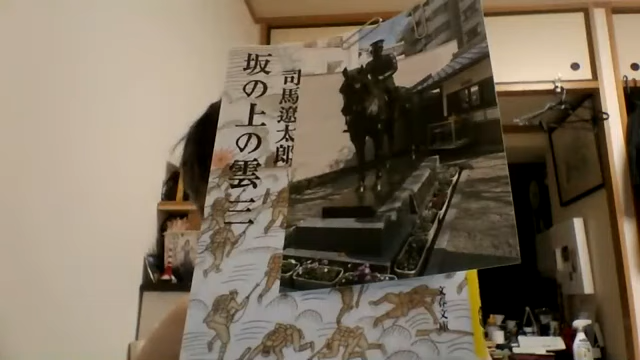 坂の上の雲 三
司馬遼太郎
文春文庫